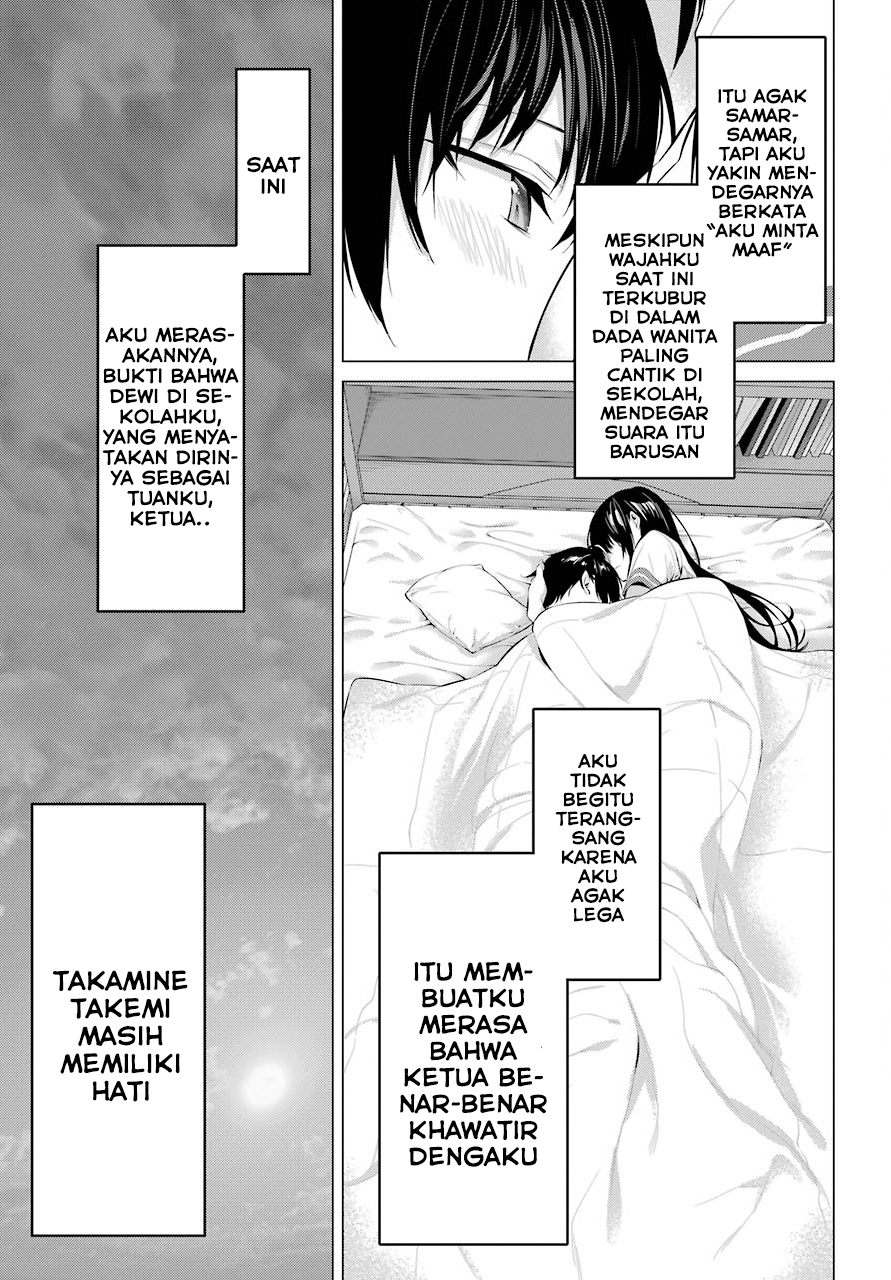 ITU AGAK
SAMAR-
SAMAR,
TAPI AKU
YAKIN MEN-
DEGARNYA
BERKATA
"AKU MINTA
MAAF"
MESKIPUN
WAJAHKU
SAAT INI
TERKUBUR
DI DALAM
DADA WANITA
PALING
CANTIK DI
SEKOLAH,
MENDEGAR
SUARA ITU
BARUSAN
AKU
TIDAK
BEGITU
TERANG-
SANG
KARENA
AKU
AGAK
LEGA
ITU MEM-
BUATKU
MERASA
BAHWA
KETUA BE-
NAR-BENAR
KHAWATIR
DENGAKU
SAAT
INI
AKU MERAS-
AKANNYA,
BUKTI BAHWA
DEWI DI SE-
KOLAHKU,
YANG MENYA-
TAKAN DIRIN-
YA SEBAGAI
TUANKU,
KETUA..
TAKAMINE
TAKEMI
MASIH
MEMILIKI
HATI